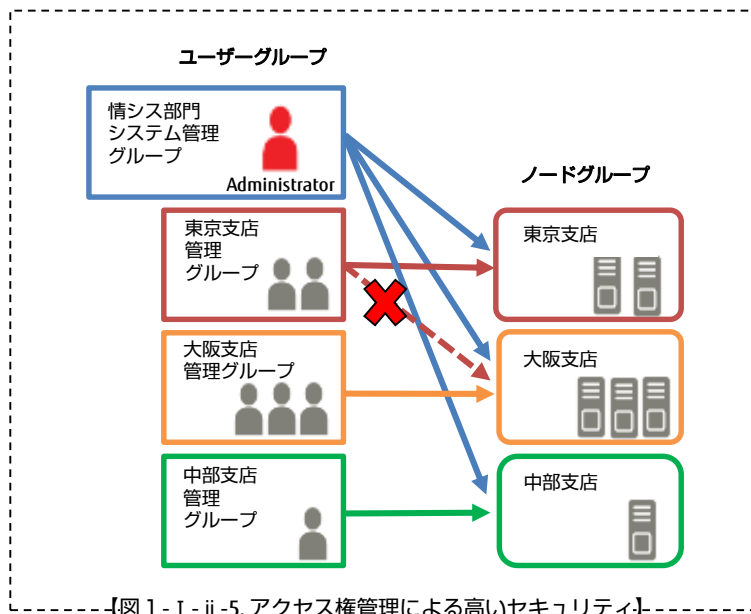 ユーザーグループ
情シス部門
システム管理
グループ
Administrator
ノードグループ
東京支店
管理
グループ
東京支店
大阪支店
管理グループ
大阪支店
中部支店
管理
グループ
中部支店
【図 1 - Ⅰ - ⅱ -5. アクセス権管理による高いセキュリティ】